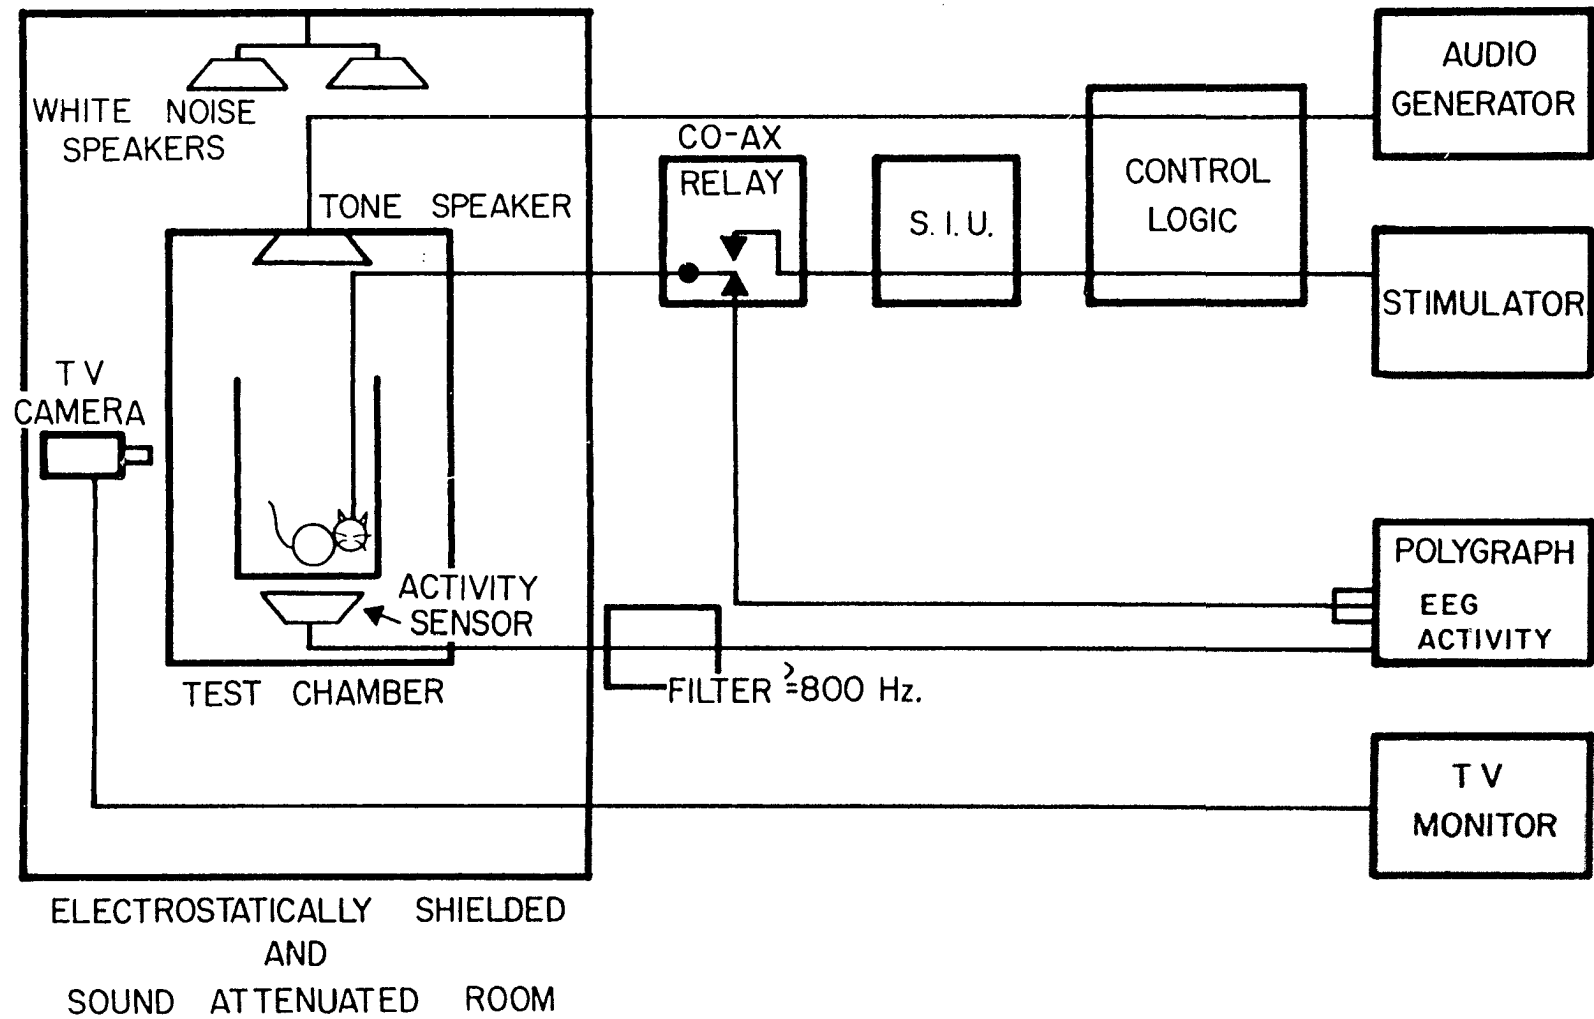 WHITE NOISE
SPEAKERS
TONE SPEAKER
TV
CAMERA
ACTIVITY
SENSOR
TEST CHAMBER
ELECTROSTATICALLY SHIELDED
AND
SOUND ATTENUATED ROOM
CO-AX
RELAY
S. I. U.
CONTROL
LOGIC
AUDIO
GENERATOR
STIMULATOR
FILTER ≥800 Hz.
POLYGRAPH
EEG
ACTIVITY
TV
MONITOR